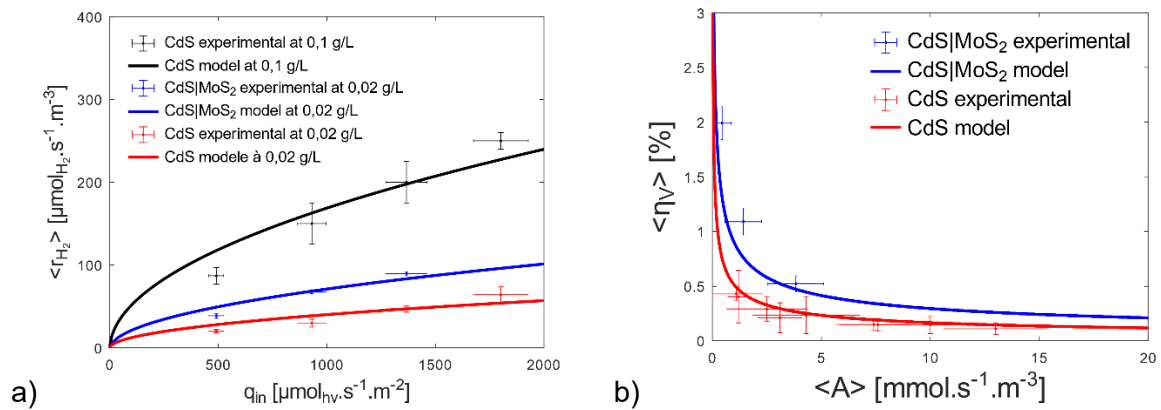 400
300
200
100
0
<r_H₂> [µmol_H₂.s⁻¹.m⁻³]
CdS experimental at 0,1 g/L
CdS model at 0,1 g/L
CdS|MoS₂ experimental at 0,02 g/L
CdS|MoS₂ model at 0,02 g/L
CdS experimental at 0,02 g/L
CdS modele à 0,02 g/L
0 500 1000 1500 2000
q_in [µmol_hν.s⁻¹.m⁻²]
a)
3
2.5
2
1.5
1
0.5
0
<η_V> [%]
CdS|MoS₂ experimental
CdS|MoS₂ model
CdS experimental
CdS model
0 5 10 15 20
<A> [mmol.s⁻¹.m⁻³]
b)